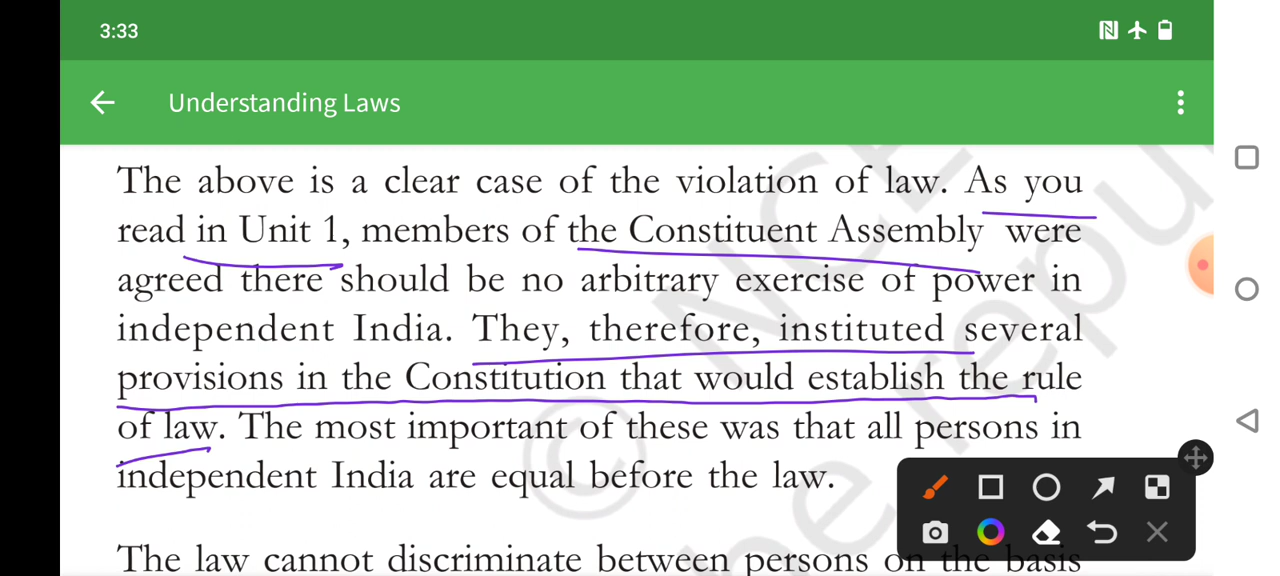 3:33
Understanding Laws
The above is a clear case of the violation of law. As you
read in Unit 1, members of the Constituent Assembly were
agreed there should be no arbitrary exercise of power in
independent India. They, therefore, instituted several
provisions in the Constitution that would establish the rule
of law. The most important of these was that all persons in
independent India are equal before the law.
The law cannot discriminate between persons on the basis